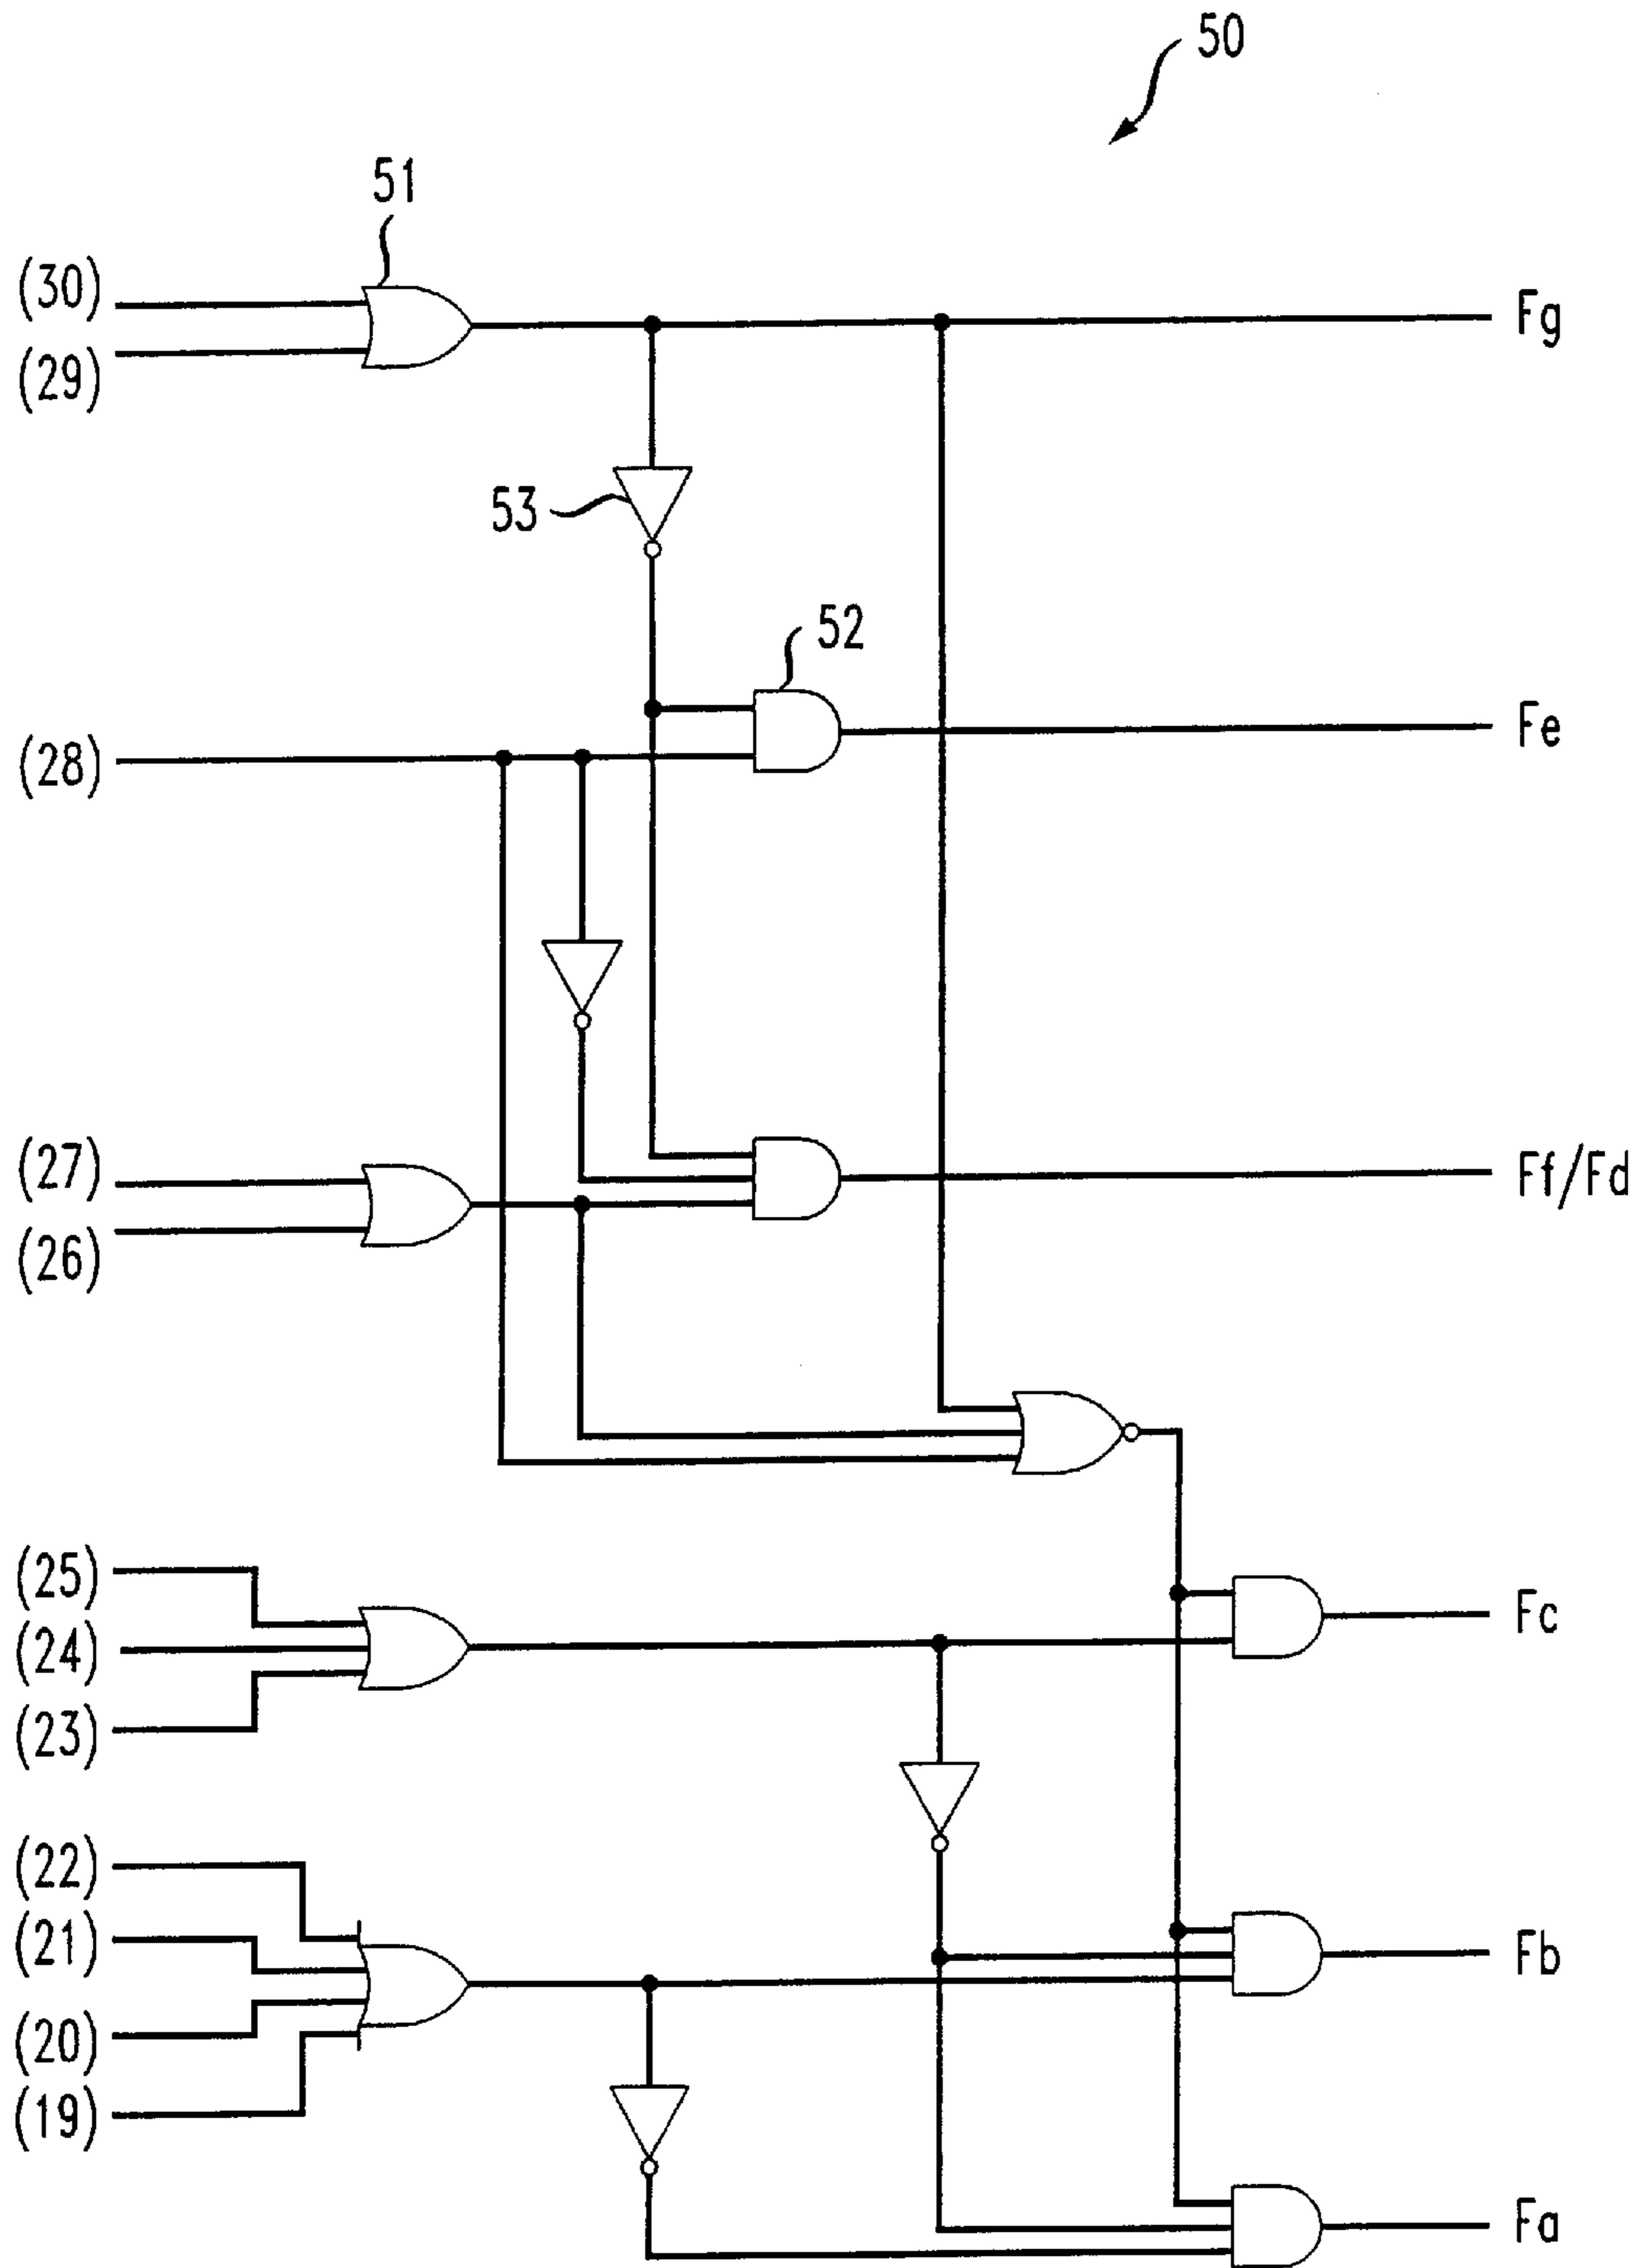 50
51
(30)
(29)
Fg
53
52
(28)
Fe
(27)
(26)
Ff/Fd
(25)
(24)
(23)
Fc
(22)
(21)
(20)
(19)
Fb
Fa